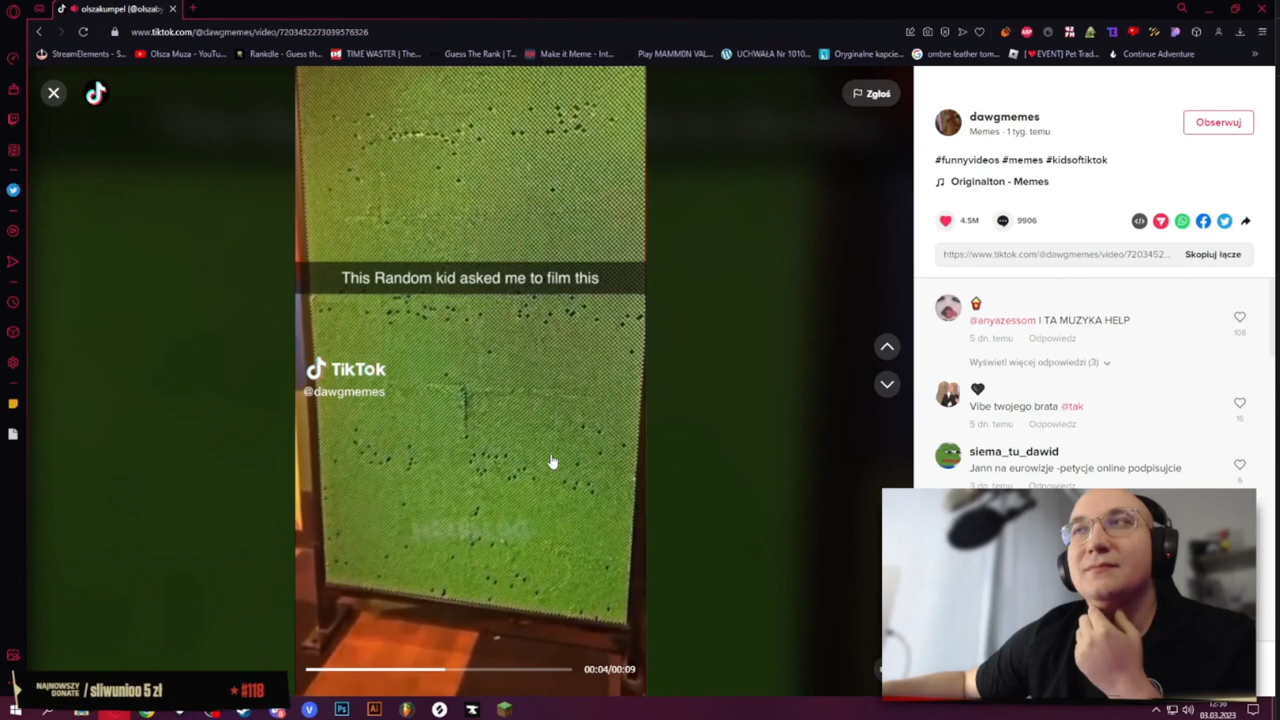 olszakumpel (@olszaby
www.tiktok.com/@dawgmemes/video/7203452273039576326
StreamElements - S...
Olsza Muza - YouTu...
Rankdle - Guess th...
TIME WASTER | The...
Guess The Rank | T...
Make it Meme - Int...
Play MAMMON VAL...
UCHWAŁA Nr 1010...
Oryginalne kapcie...
ombre leather tom...
[❤EVENT] Pet Trad...
Continue Adventure
Zgłoś
This Random kid asked me to film this
TikTok
@dawgmemes
00:04/00:09
dawgmemes
Memes · 1 tyg. temu
Obserwuj
#funnyvideos #memes #kidsoftiktok
Originalton - Memes
4.5M
9906
https://www.tiktok.com/@dawgmemes/video/7203452...
Skopiuj łącze
@anyazessom I TA MUZYKA HELP
108
5 dn. temu Odpowiedz
Wyświetl więcej odpowiedzi (3)
Vibe twojego brata @tak
16
5 dn. temu Odpowiedz
siema_tu_dawid
Jann na eurowizje -petycje online podpisujcie
6
3 dn. temu Odpowiedz
NAJNOWSZY
DONATE
/ sliwunioo 5 zł
#118
03.03.2023